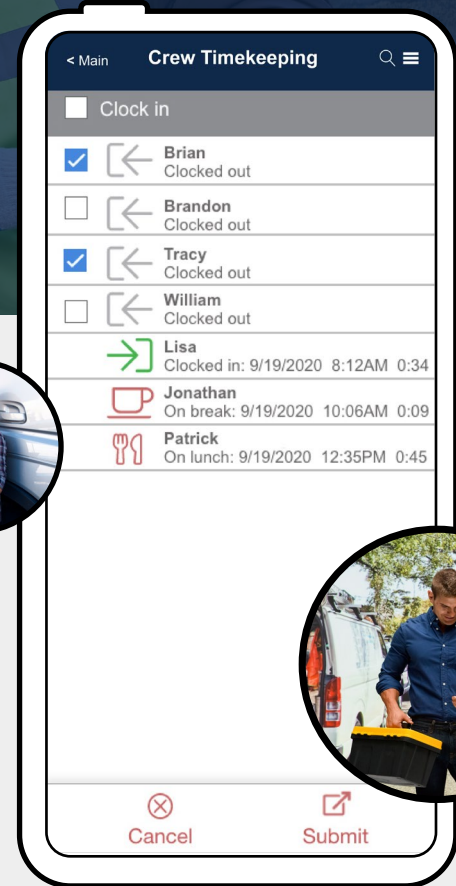 < Main Crew Timekeeping
Clock in
Brian
Clocked out
Brandon
Clocked out
Tracy
Clocked out
William
Clocked out
Lisa
Clocked in: 9/19/2020 8:12AM 0:34
Jonathan
On break: 9/19/2020 10:06AM 0:09
Patrick
On lunch: 9/19/2020 12:35PM 0:45
Cancel Submit